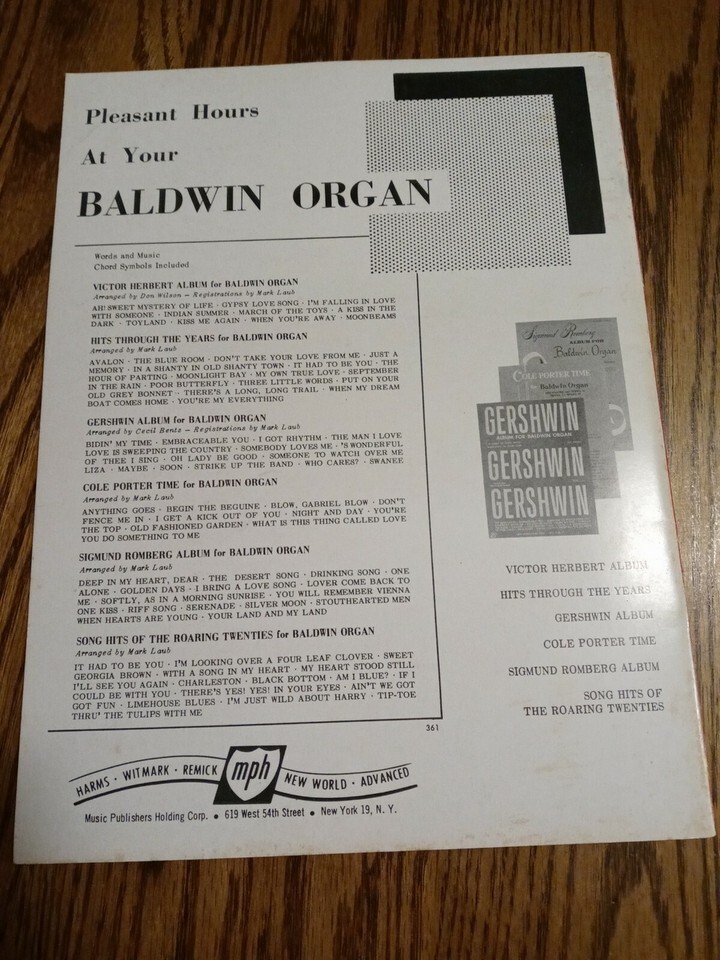 Pleasant Hours
At Your
BALDWIN ORGAN
Words and Music
Chord Symbols Included
VICTOR HERBERT ALBUM for BALDWIN ORGAN
Arranged by Don Wilson - Registrations by Mark Laub
AH! SWEET MYSTERY OF LIFE · GYPSY LOVE SONG · I'M FALLING IN LOVE
WITH SOMEONE · INDIAN SUMMER · MARCH OF THE TOYS · A KISS IN THE
DARK · TOYLAND · KISS ME AGAIN · WHEN YOU'RE AWAY · MOONBEAMS
HITS THROUGH THE YEARS for BALDWIN ORGAN
Arranged by Mark Laub
AVALON · THE BLUE ROOM · DON'T TAKE YOUR LOVE FROM ME · JUST A
MEMORY · IN A SHANTY IN OLD SHANTY TOWN · IT HAD TO BE YOU · THE
HOUR OF PARTING · MOONLIGHT BAY · MY OWN TRUE LOVE · SEPTEMBER
IN THE RAIN · POOR BUTTERFLY · THREE LITTLE WORDS · PUT ON YOUR
OLD GREY BONNET · THERE'S A LONG, LONG TRAIL · WHEN MY DREAM
BOAT COMES HOME · YOU'RE MY EVERYTHING
GERSHWIN ALBUM for BALDWIN ORGAN
Arranged by Cecil Bentz - Registrations by Mark Laub
BIDIN' MY TIME · EMBRACEABLE YOU · I GOT RHYTHM · THE MAN I LOVE
LOVE IS SWEEPING THE COUNTRY · SOMEBODY LOVES ME · 'S WONDERFUL
OF THEE I SING · OH LADY BE GOOD · SOMEONE TO WATCH OVER ME
LIZA · MAYBE · SOON · STRIKE UP THE BAND · WHO CARES? · SWANEE
COLE PORTER TIME for BALDWIN ORGAN
Arranged by Mark Laub
ANYTHING GOES · BEGIN THE BEGUINE · BLOW, GABRIEL BLOW · DON'T
FENCE ME IN · I GET A KICK OUT OF YOU · NIGHT AND DAY · YOU'RE
THE TOP · OLD FASHIONED GARDEN · WHAT IS THIS THING CALLED LOVE
YOU DO SOMETHING TO ME
SIGMUND ROMBERG ALBUM for BALDWIN ORGAN
Arranged by Mark Laub
DEEP IN MY HEART, DEAR · THE DESERT SONG · DRINKING SONG · ONE
ALONE · GOLDEN DAYS · I BRING A LOVE SONG · LOVER COME BACK TO
ME · SOFTLY, AS IN A MORNING SUNRISE · YOU WILL REMEMBER VIENNA
ONE KISS · RIFF SONG · SERENADE · SILVER MOON · STOUTHEARTED MEN
WHEN HEARTS ARE YOUNG · YOUR LAND AND MY LAND
SONG HITS OF THE ROARING TWENTIES for BALDWIN ORGAN
Arranged by Mark Laub
IT HAD TO BE YOU · I'M LOOKING OVER A FOUR LEAF CLOVER · SWEET
GEORGIA BROWN · WITH A SONG IN MY HEART · MY HEART STOOD STILL
I'LL SEE YOU AGAIN · CHARLESTON · BLACK BOTTOM · AM I BLUE? · IF I
COULD BE WITH YOU · THERE'S YES! YES! IN YOUR EYES · AIN'T WE GOT
GOT FUN · LIMEHOUSE BLUES · I'M JUST WILD ABOUT HARRY · TIP-TOE
THRU' THE TULIPS WITH ME
361
Sigmund Romberg
ALBUM FOR
Baldwin Organ
COLE PORTER TIME
Baldwin Organ
GERSHWIN
ALBUM FOR BALDWIN ORGAN
GERSHWIN
GERSHWIN
VICTOR HERBERT ALBUM
HITS THROUGH THE YEARS
GERSHWIN ALBUM
COLE PORTER TIME
SIGMUND ROMBERG ALBUM
SONG HITS OF
THE ROARING TWENTIES
HARMS · WITMARK · REMICK mph NEW WORLD · ADVANCED
Music Publishers Holding Corp. • 619 West 54th Street • New York 19, N. Y.